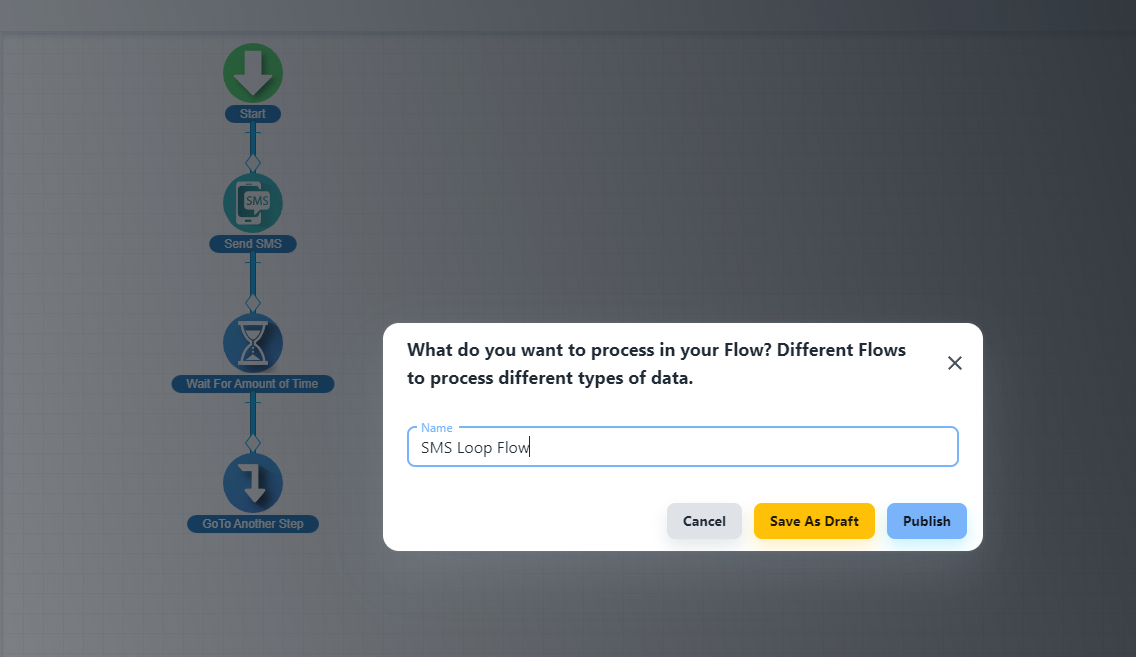 Start
SMS
Send SMS
Wait For Amount of Time
GoTo Another Step
What do you want to process in your Flow? Different Flows
to process different types of data.
Name
SMS Loop Flow
Cancel
Save As Draft
Publish